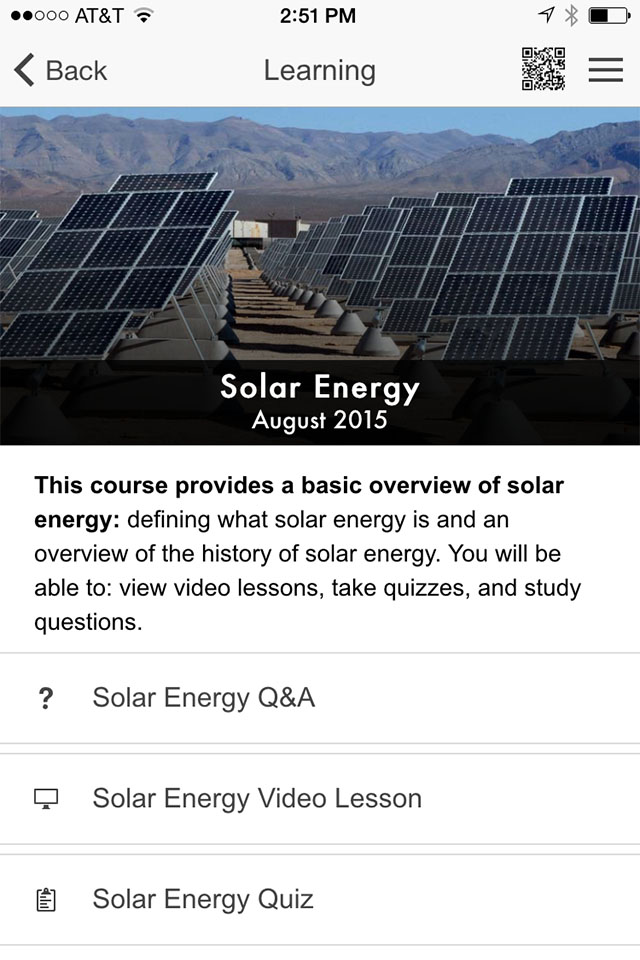 AT&T 2:51 PM
Back Learning
Solar Energy
August 2015
This course provides a basic overview of solar
energy: defining what solar energy is and an
overview of the history of solar energy. You will be
able to: view video lessons, take quizzes, and study
questions.
? Solar Energy Q&A
Solar Energy Video Lesson
Solar Energy Quiz